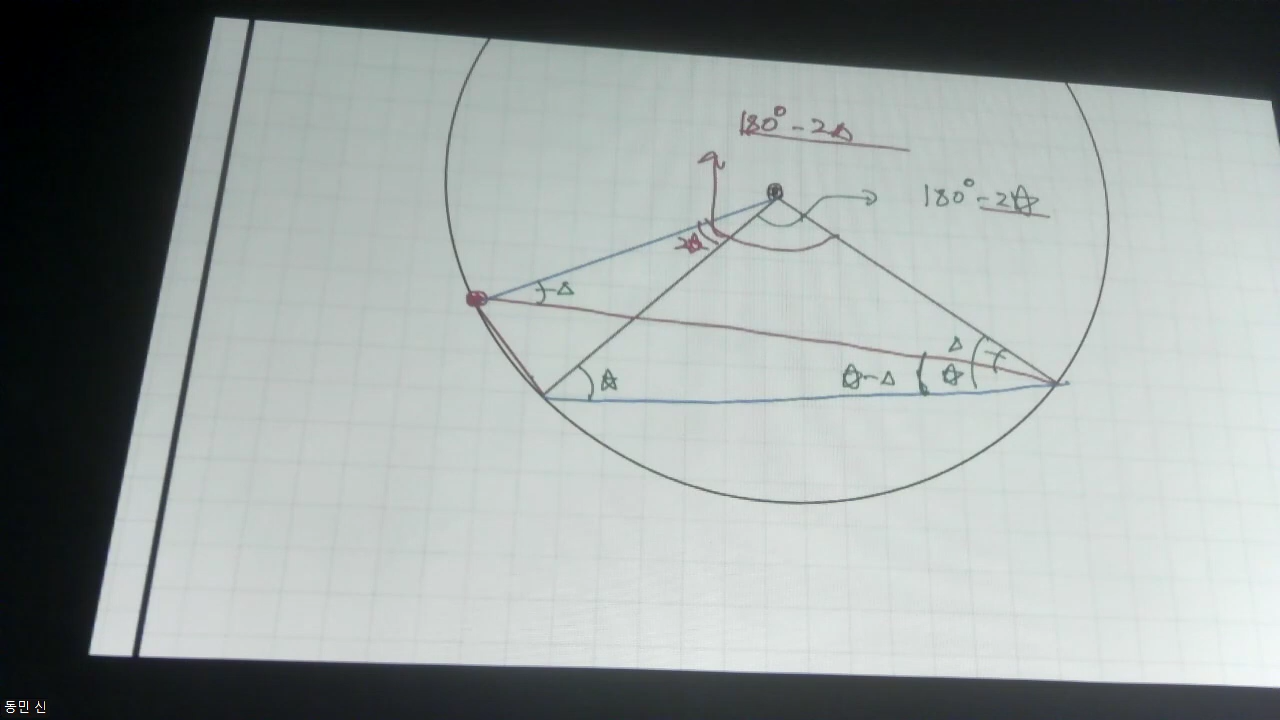 180° - 2△
180° - 2☆
△
△
☆
☆-△
☆
동민 신